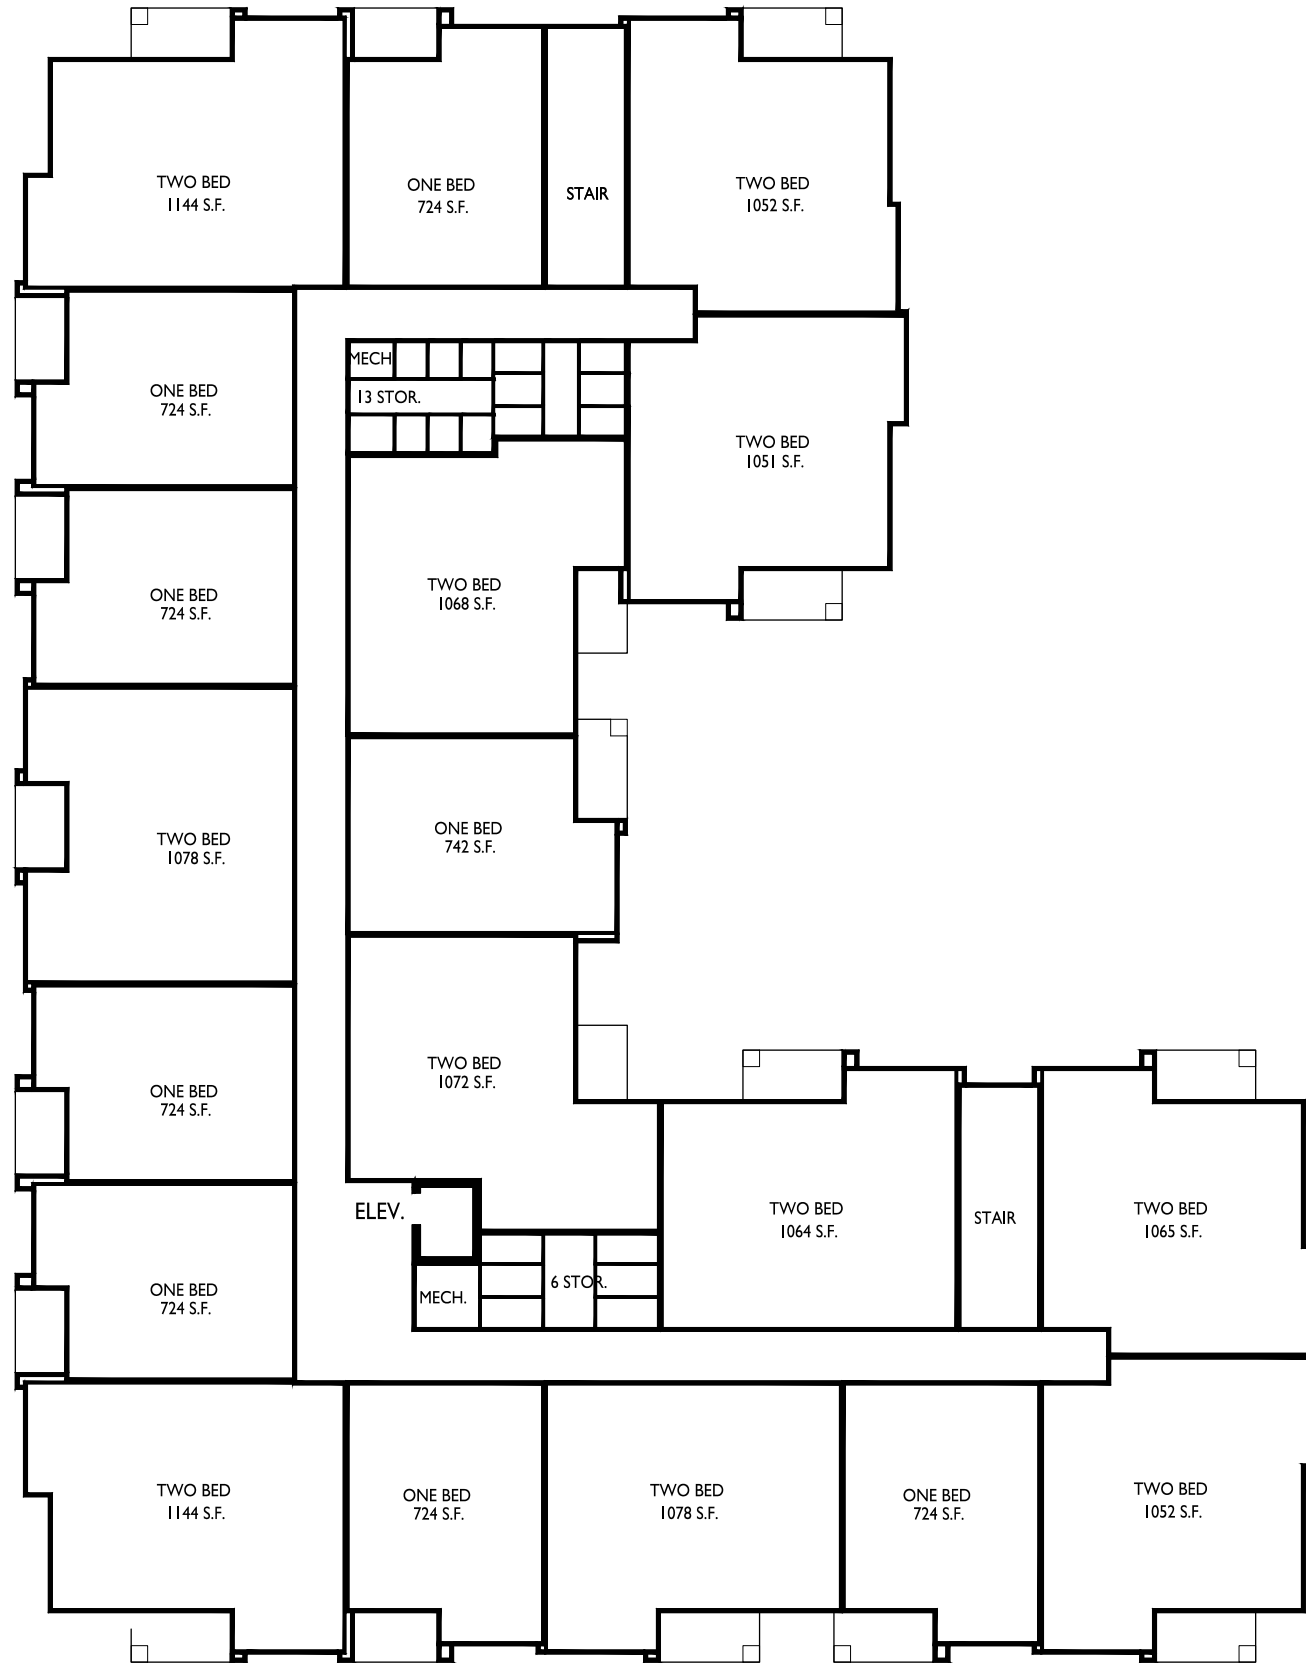 TWO BED
1144 S.F.
ONE BED
724 S.F.
STAIR
TWO BED
1052 S.F.
MECH
13 STOR.
ONE BED
724 S.F.
TWO BED
1051 S.F.
ONE BED
724 S.F.
TWO BED
1068 S.F.
TWO BED
1078 S.F.
ONE BED
742 S.F.
ONE BED
724 S.F.
TWO BED
1072 S.F.
ELEV.
TWO BED
1064 S.F.
STAIR
TWO BED
1065 S.F.
ONE BED
724 S.F.
MECH.
6 STOR.
TWO BED
1144 S.F.
ONE BED
724 S.F.
TWO BED
1078 S.F.
ONE BED
724 S.F.
TWO BED
1052 S.F.